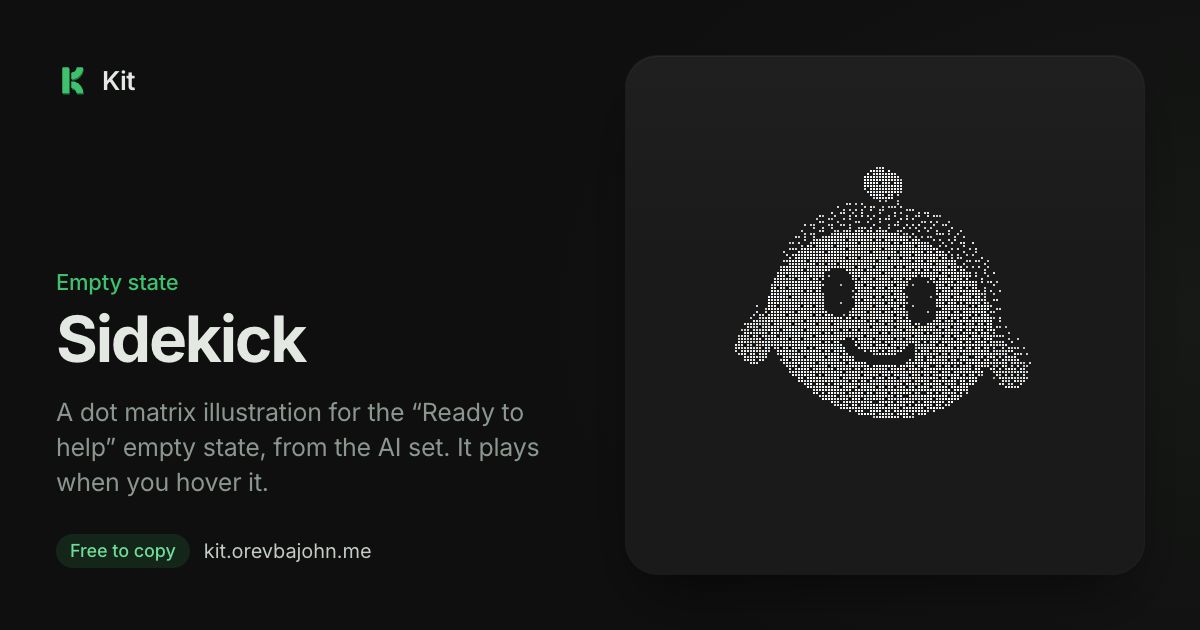 Kit
Empty state
Sidekick
A dot matrix illustration for the “Ready to
help” empty state, from the AI set. It plays
when you hover it.
Free to copy
kit.orevbajohn.me